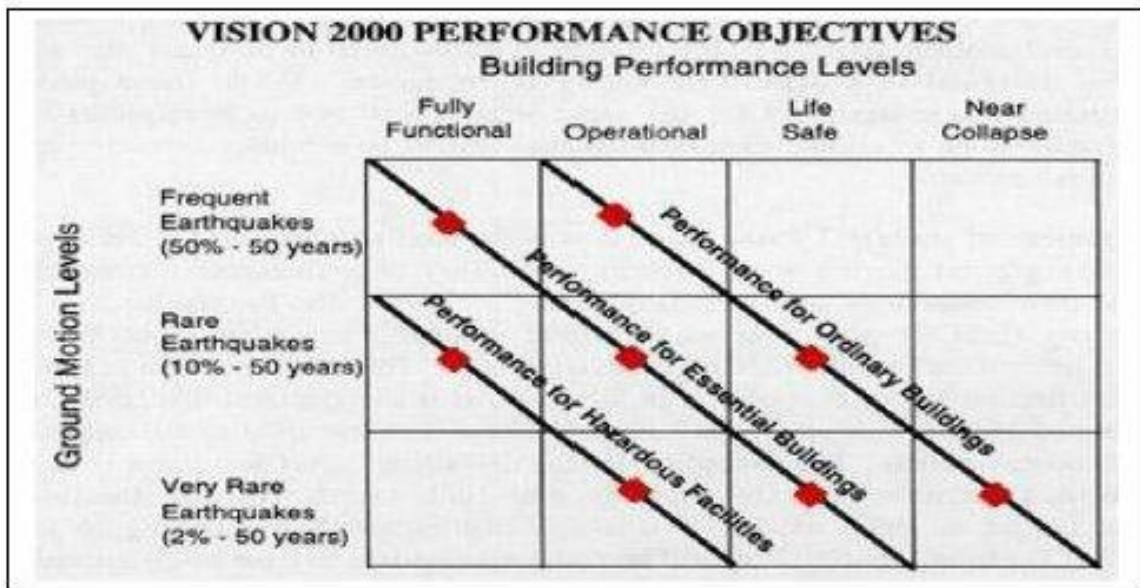 VISION 2000 PERFORMANCE OBJECTIVES
Building Performance Levels
Fully
Functional
Operational
Life
Safe
Near
Collapse
Ground Motion Levels
Frequent
Earthquakes
(50% - 50 years)
Rare
Earthquakes
(10% - 50 years)
Very Rare
Earthquakes
(2% - 50 years)
Performance for Ordinary Buildings
Performance for Essential Buildings
Performance for Hazardous Facilities